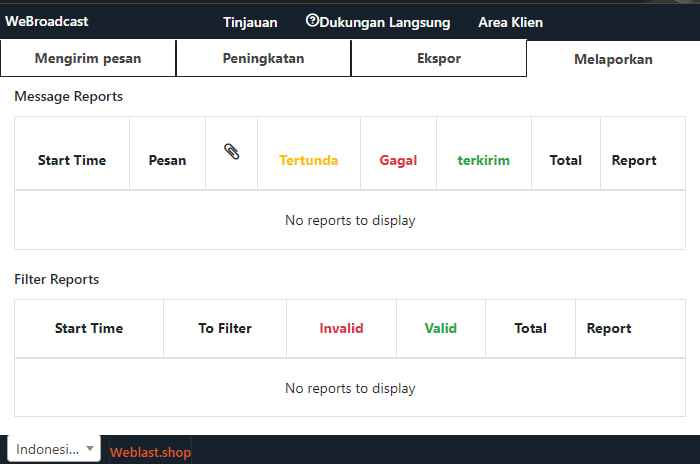 WeBroadcast Tinjauan Dukungan Langsung Area Klien
Mengirim pesan Peningkatan Ekspor Melaporkan
Message Reports
Start Time Pesan Tertunda Gagal terkirim Total Report
No reports to display
Filter Reports
Start Time To Filter Invalid Valid Total Report
No reports to display
Indonesi... Weblast.shop